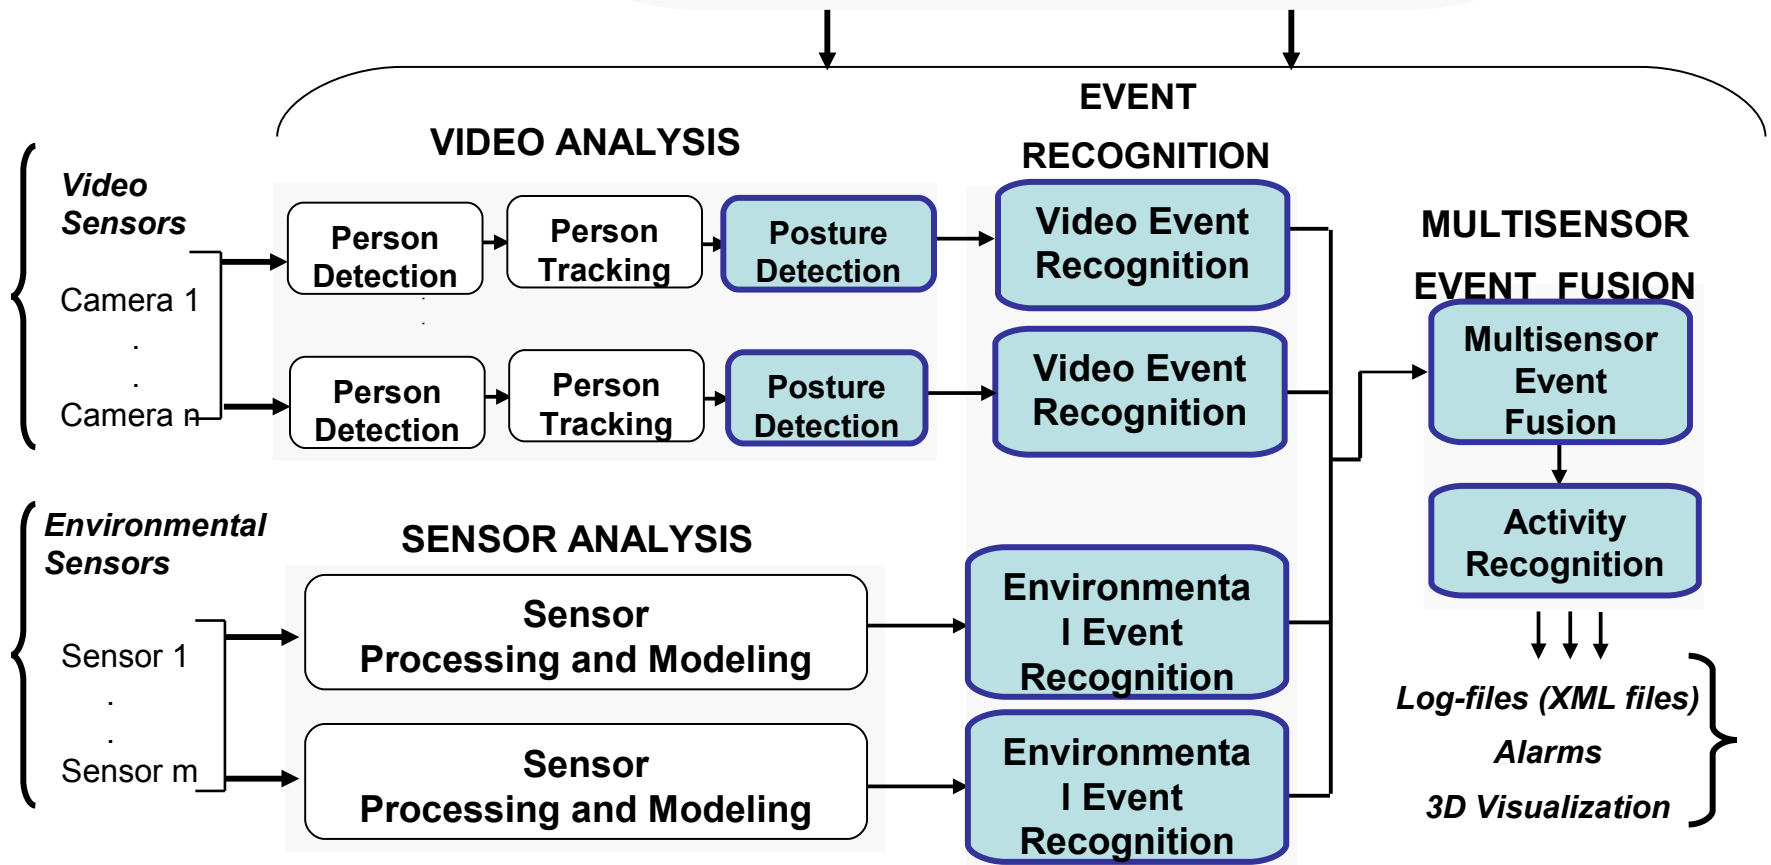 EVENT
RECOGNITION
VIDEO ANALYSIS
Video
Sensors
Camera 1
.
.
Camera n
Person
Detection
Person
Tracking
Posture
Detection
Video Event
Recognition
.
.
Person
Detection
Person
Tracking
Posture
Detection
Video Event
Recognition
MULTISENSOR
EVENT FUSION
Multisensor
Event
Fusion
Activity
Recognition
Environmental
Sensors
SENSOR ANALYSIS
Sensor 1
.
.
Sensor m
Sensor
Processing and Modeling
Environmenta
l Event
Recognition
Sensor
Processing and Modeling
Environmenta
l Event
Recognition
Log-files (XML files)
Alarms
3D Visualization